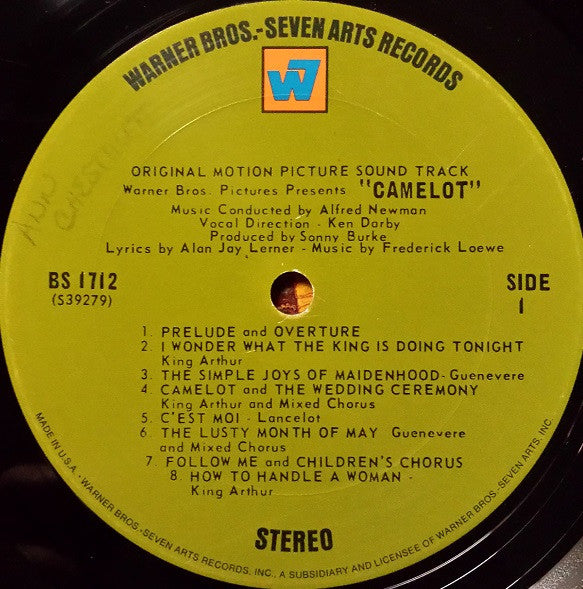 WARNER BROS.-SEVEN ARTS RECORDS
W7
ORIGINAL MOTION PICTURE SOUND TRACK
Warner Bros. Pictures Presents "CAMELOT"
Music Conducted by Alfred Newman
Vocal Direction - Ken Darby
Produced by Sonny Burke
Lyrics by Alan Jay Lerner - Music by Frederick Loewe
BS 1712
(S39279)
SIDE
1
1. PRELUDE and OVERTURE
2. I WONDER WHAT THE KING IS DOING TONIGHT
King Arthur
3. THE SIMPLE JOYS OF MAIDENHOOD- Guenevere
4. CAMELOT and THE WEDDING CEREMONY
King Arthur and Mixed Chorus
5. C'EST MOI - Lancelot
6. THE LUSTY MONTH OF MAY Guenevere
and Mixed Chorus
7. FOLLOW ME and CHILDREN'S CHORUS
8. HOW TO HANDLE A WOMAN -
King Arthur
STEREO
MADE IN U.S.A. - WARNER BROS.-SEVEN ARTS RECORDS, INC., A SUBSIDIARY AND LICENSEE OF WARNER BROS.-SEVEN ARTS, INC.